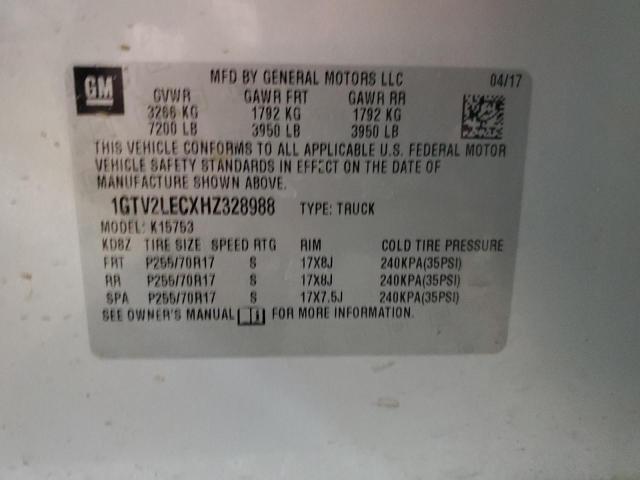 GM
MFD BY GENERAL MOTORS LLC 04/17
GVWR GAWR FRT GAWR RR
3266 KG 1792 KG 1792 KG
7200 LB 3950 LB 3950 LB
THIS VEHICLE CONFORMS TO ALL APPLICABLE U.S. FEDERAL MOTOR
VEHICLE SAFETY STANDARDS IN EFFECT ON THE DATE OF
MANUFACTURE SHOWN ABOVE.
1GTV2LECXHZ328988 TYPE: TRUCK
MODEL: K15753
KDBZ TIRE SIZE SPEED RTG RIM COLD TIRE PRESSURE
FRT P255/70R17 S 17X8J 240KPA(35PSI)
RR P255/70R17 S 17X8J 240KPA(35PSI)
SPA P255/70R17 S 17X7.5J 240KPA(35PSI)
SEE OWNER'S MANUAL FOR MORE INFORMATION.